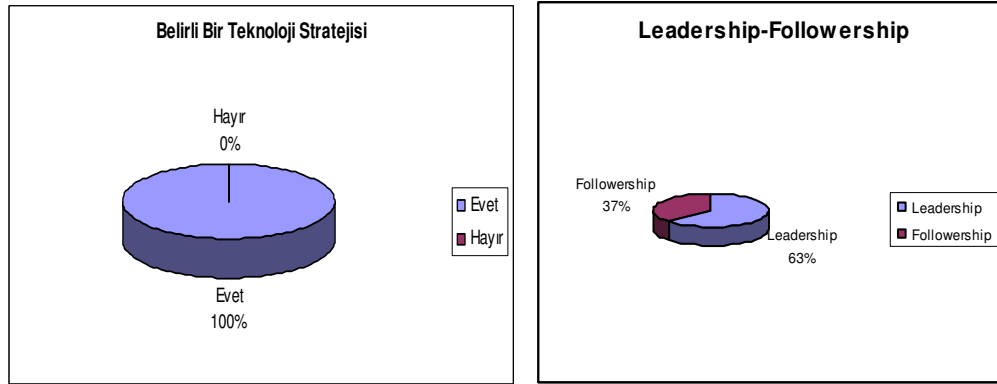 Belirli Bir Teknoloji Stratejisi
Hayır
0%
Evet
100%
Evet
Hayır
Leadership-Followership
Followership
37%
Leadership
63%
Leadership
Followership